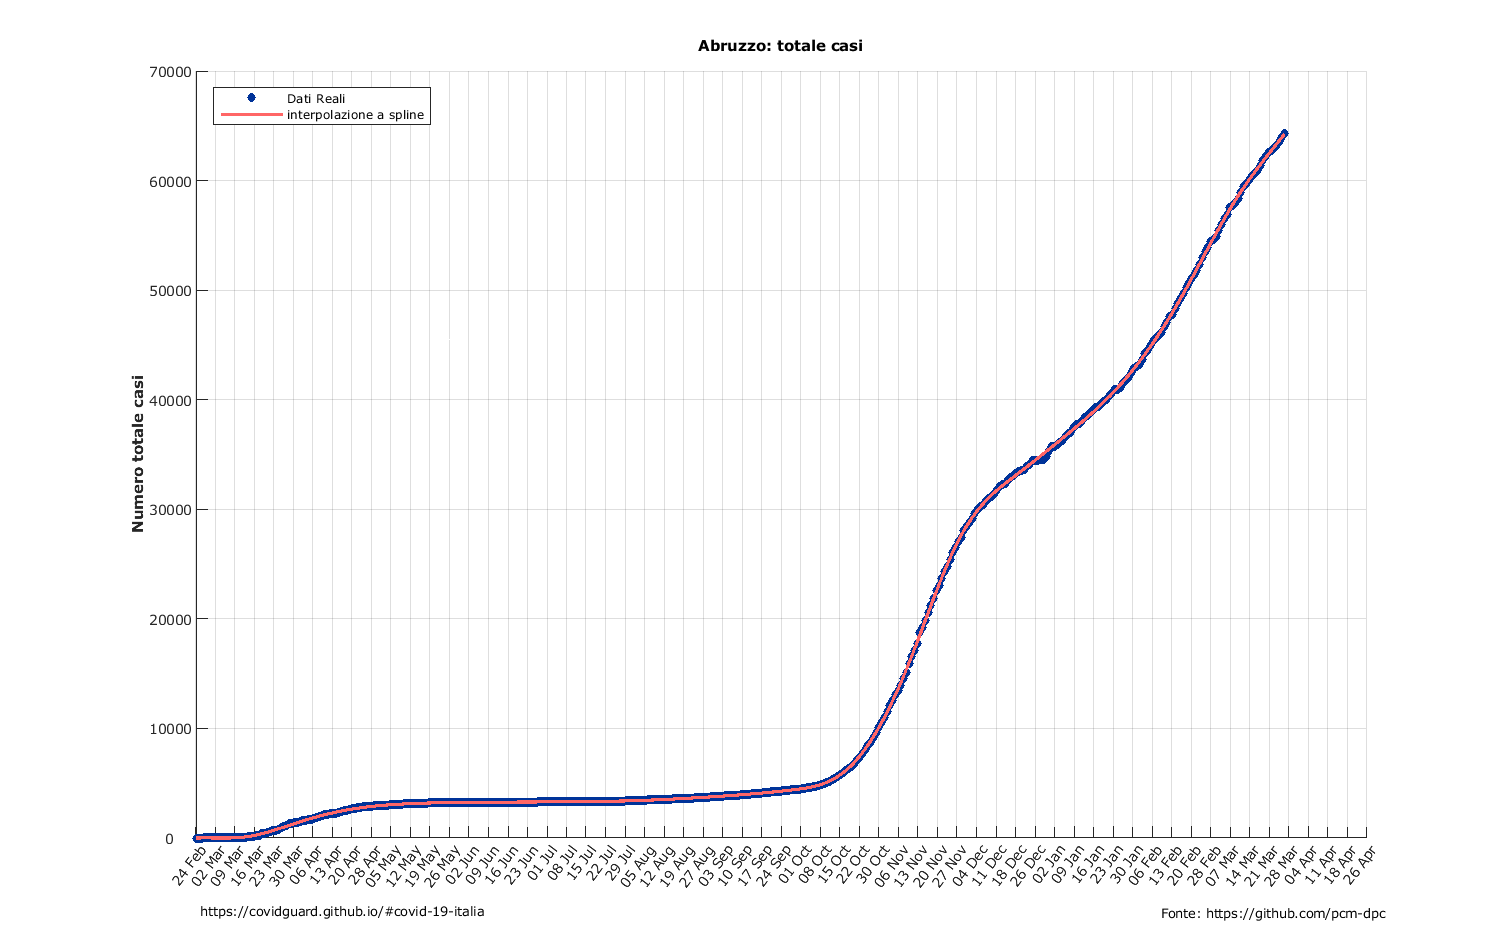 Abruzzo: totale casi
70000
60000
50000
40000
30000
20000
10000
0
Numero totale casi
Dati Reali
interpolazione a spline
24 Feb
02 Mar
09 Mar
16 Mar
23 Mar
30 Mar
06 Apr
13 Apr
20 Apr
28 Apr
05 May
12 May
19 May
26 May
02 Jun
09 Jun
16 Jun
23 Jun
01 Jul
08 Jul
15 Jul
22 Jul
29 Jul
05 Aug
12 Aug
19 Aug
27 Aug
03 Sep
10 Sep
17 Sep
24 Sep
01 Oct
08 Oct
15 Oct
22 Oct
30 Oct
06 Nov
13 Nov
20 Nov
27 Nov
04 Dec
11 Dec
18 Dec
26 Dec
02 Jan
09 Jan
16 Jan
23 Jan
30 Jan
06 Feb
13 Feb
20 Feb
28 Feb
07 Mar
14 Mar
21 Mar
28 Mar
04 Apr
11 Apr
18 Apr
26 Apr
https://covidguard.github.io/#covid-19-italia
Fonte: https://github.com/pcm-dpc